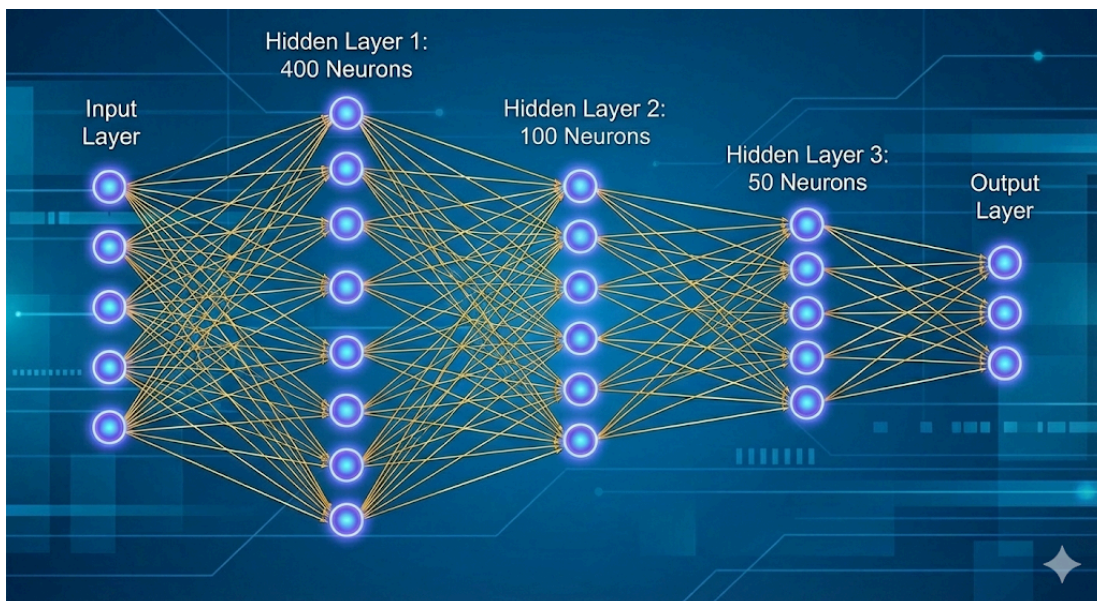 Input
Layer
Hidden Layer 1:
400 Neurons
Hidden Layer 2:
100 Neurons
Hidden Layer 3:
50 Neurons
Output
Layer